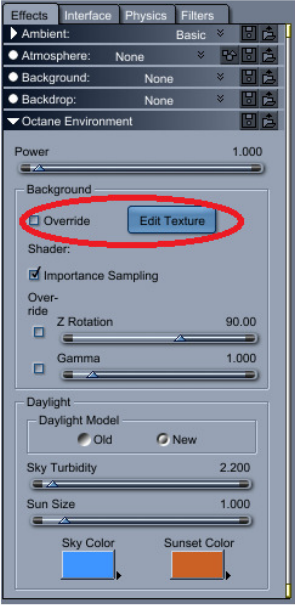 Effects Interface Physics Filters
Ambient: Basic
Atmosphere: None
Background: None
Backdrop: None
Octane Environment
Power 1.000
Background
Override Edit Texture
Shader:
Importance Sampling
Over-
ride
Z Rotation 90.00
Gamma 1.000
Daylight
Daylight Model
Old New
Sky Turbidity 2.200
Sun Size 1.000
Sky Color Sunset Color